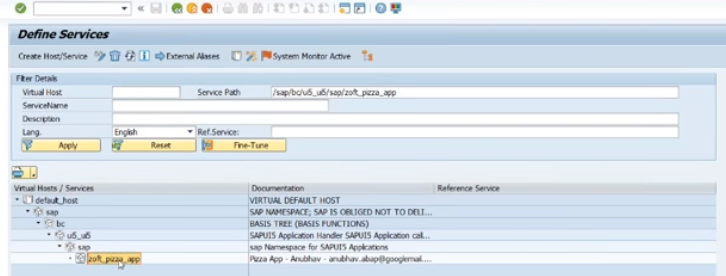 Define Services
Create Host/Service External Aliases System Monitor Active
Filter Details
Virtual Host Service Path /sap/bc/ui5_ui5/sap/zoft_pizza_app
ServiceName
Description
Lang. English Ref.Service:
Apply Reset Fine-Tune
Virtual Hosts / Services Documentation Reference Service
default_host VIRTUAL DEFAULT HOST
sap SAP NAMESPACE; SAP IS OBLIGED NOT TO DELI...
bc BASIS TREE (BASIS FUNCTIONS)
ui5_ui5 SAPUI5 Application Handler SAPUI5 Application call...
sap sap Namespace for SAPUI5 Applications
zoft_pizza_app Pizza App - Anubhav - anubhav.abap@googlemail....